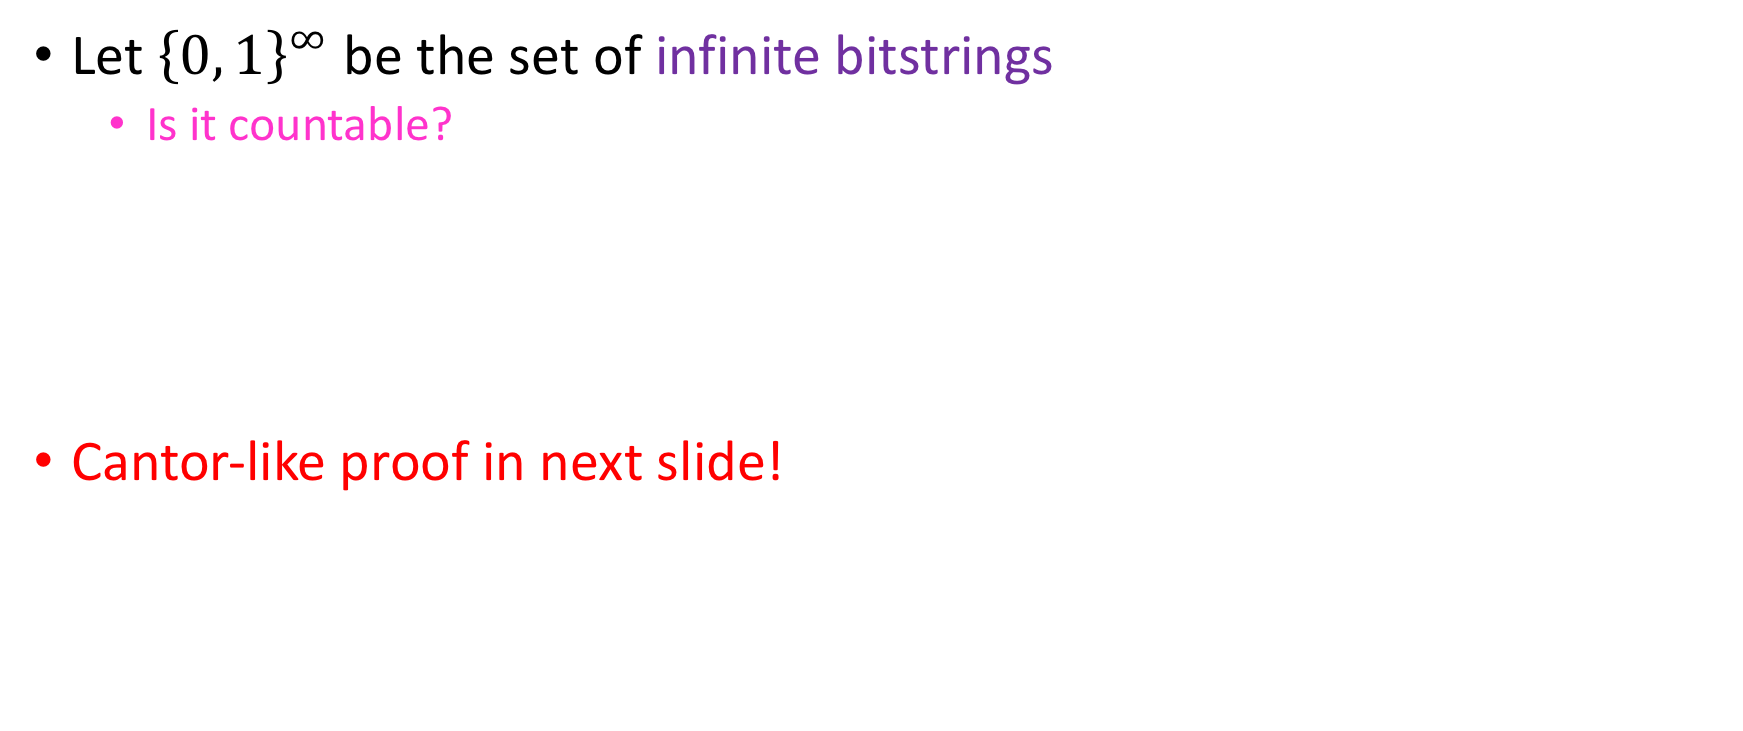 • Let {0, 1}^∞ be the set of infinite bitstrings
• Is it countable?
• Cantor-like proof in next slide!